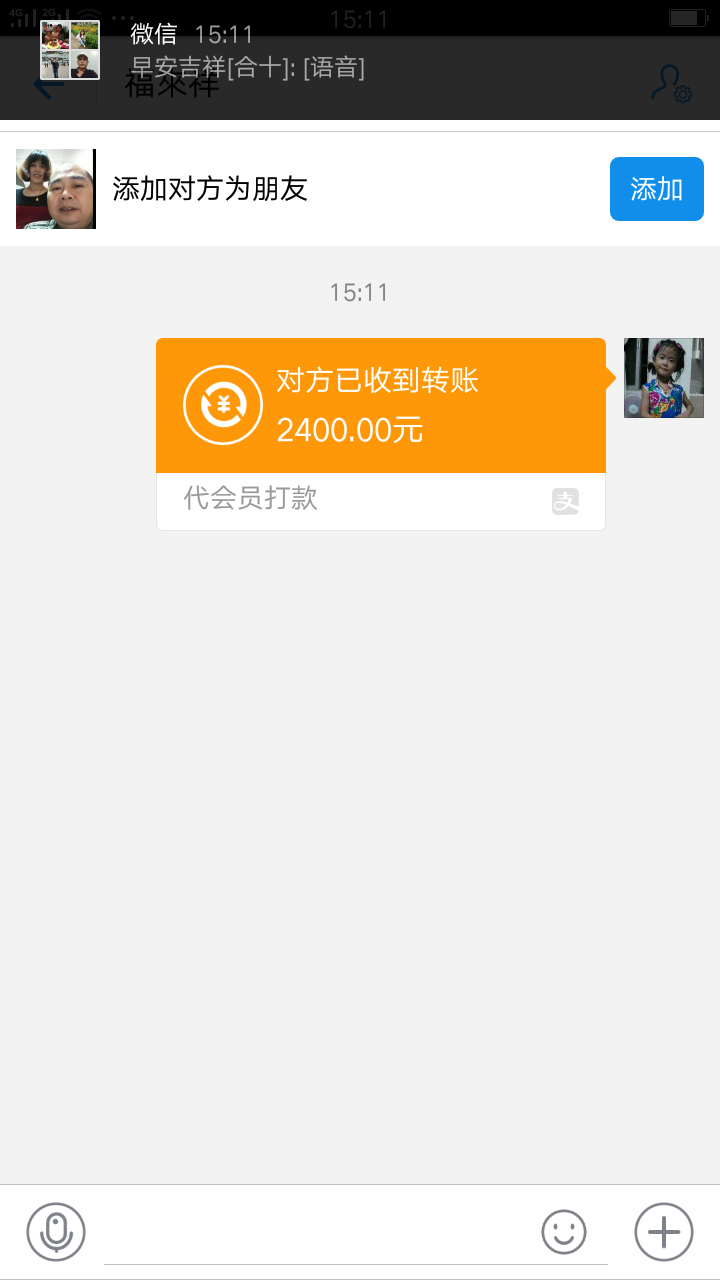 4G 2G 15:11
微信 15:11
早安吉祥[合十]: [语音]
福來祥
添加对方为朋友
添加
15:11
对方已收到转账
2400.00元
代会员打款
支